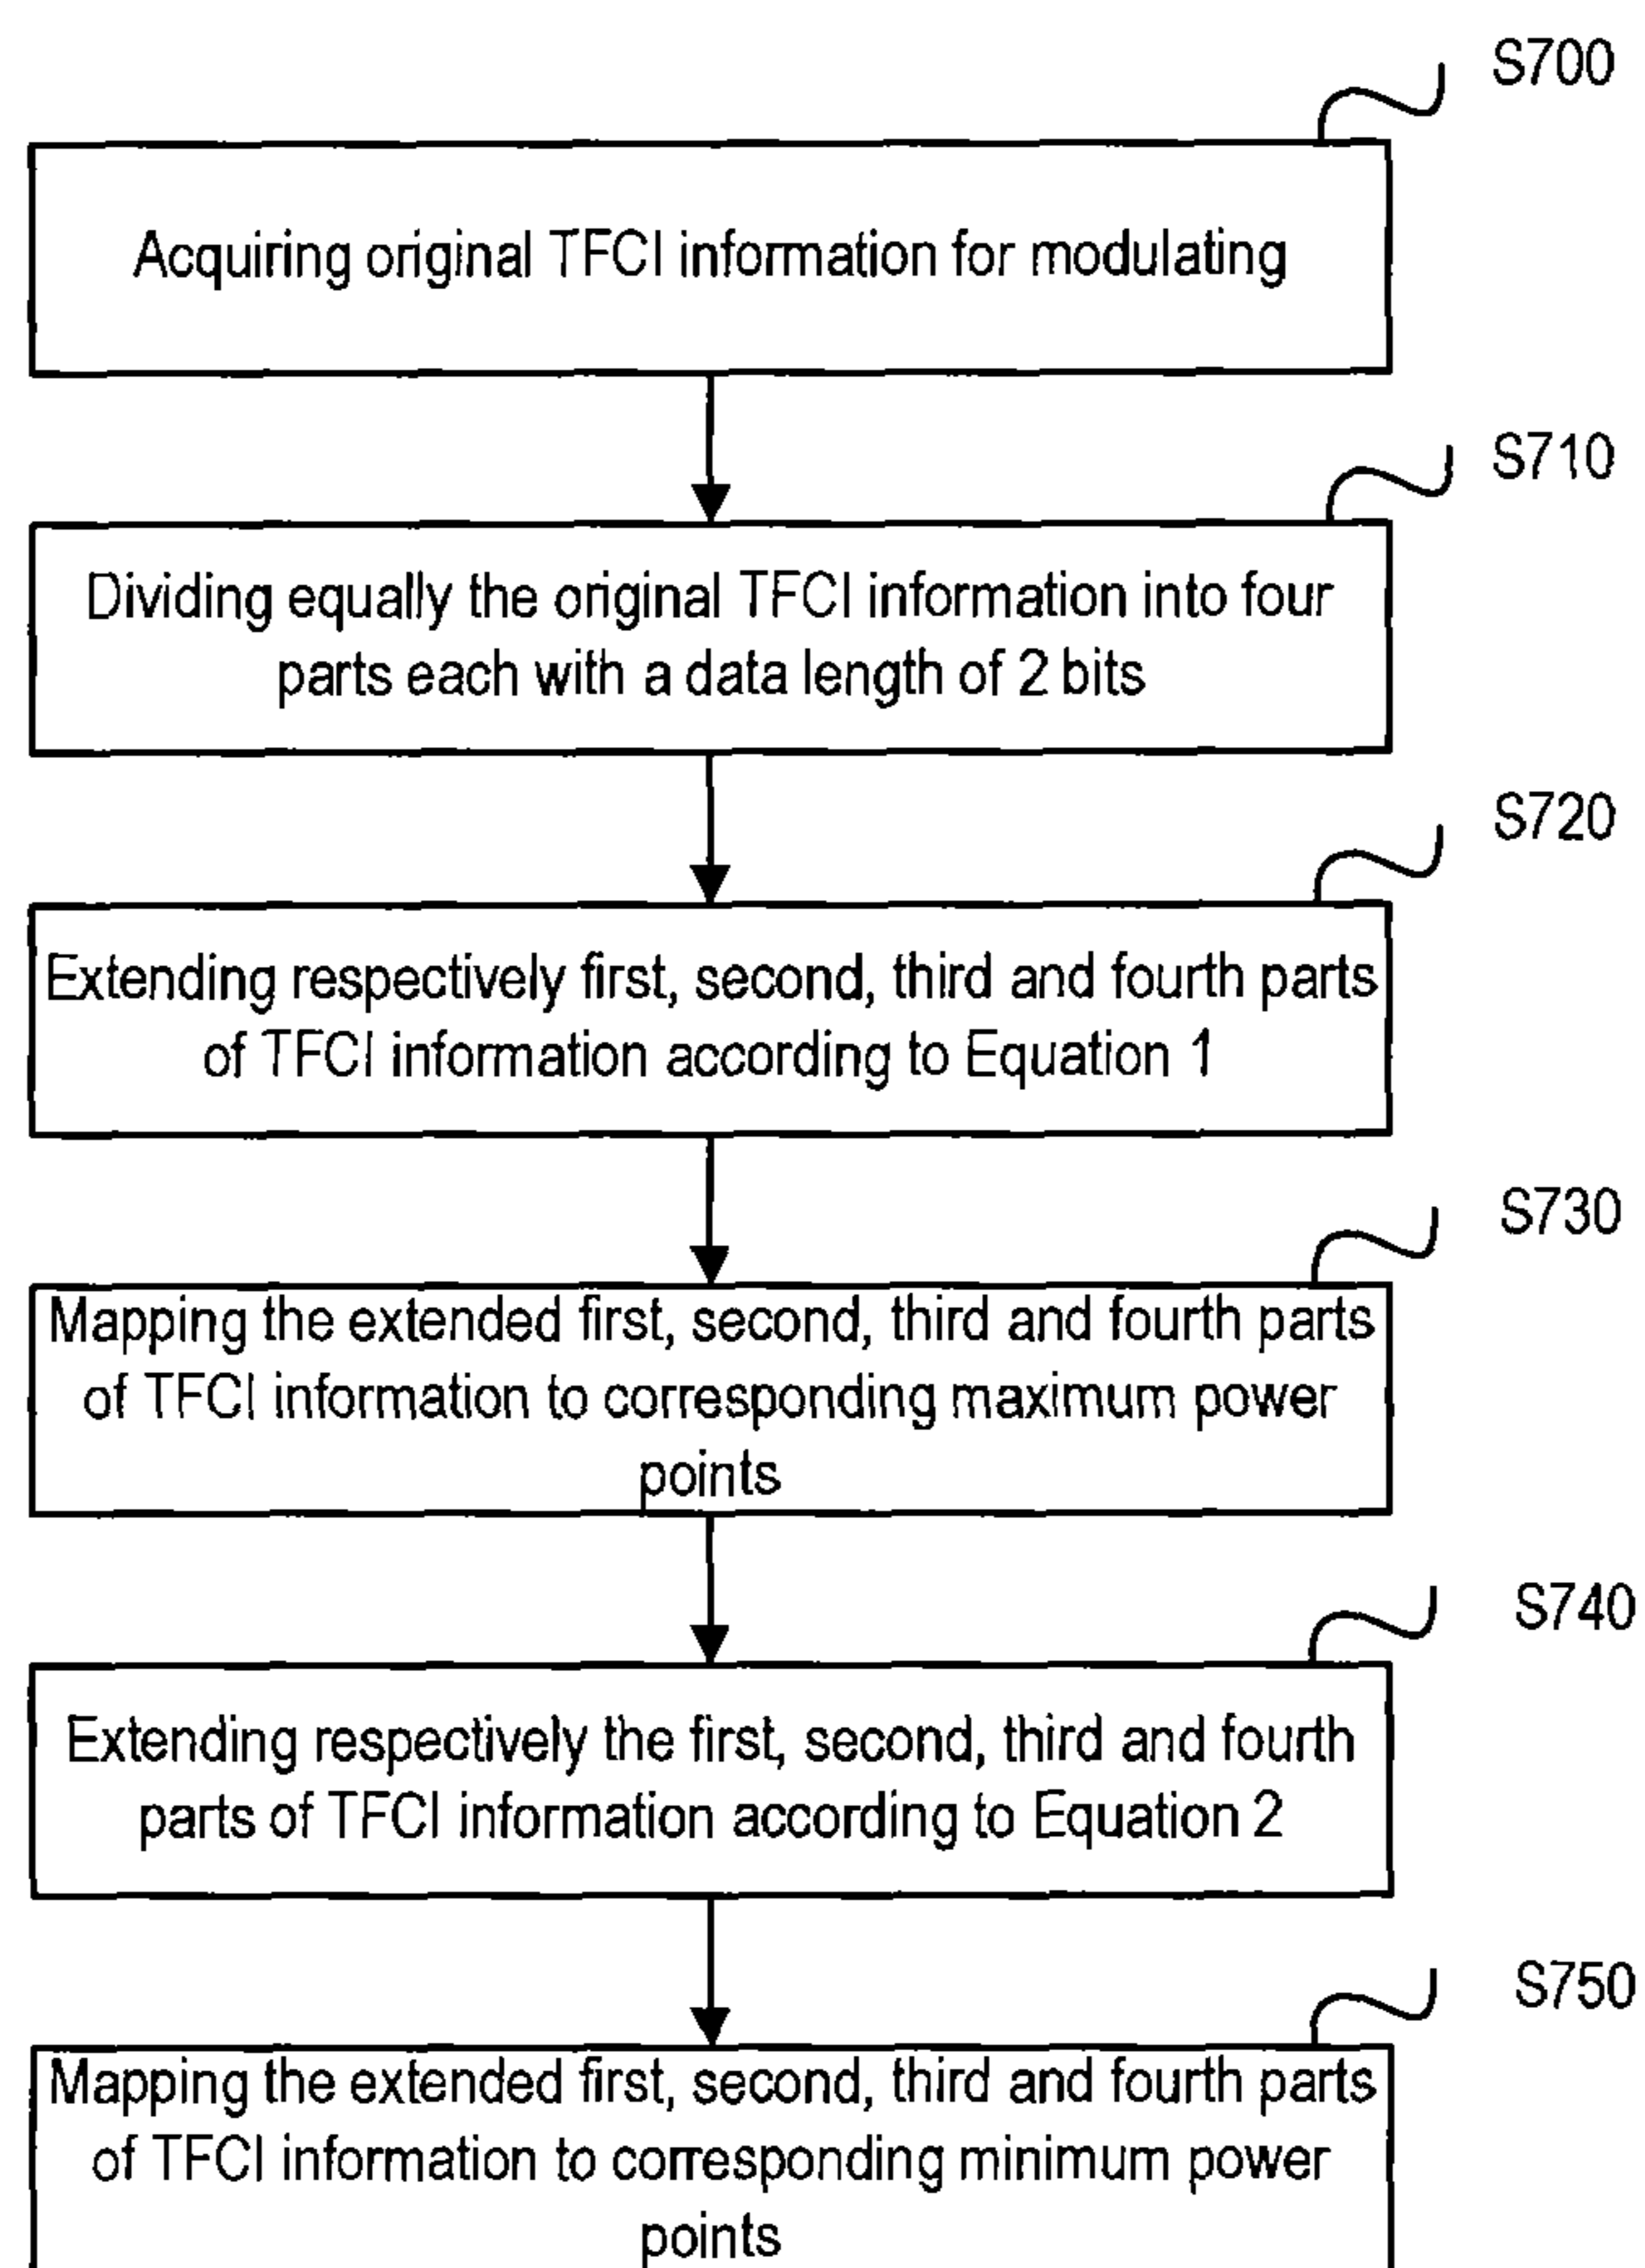 S700
Acquiring original TFCI information for modulating
S710
Dividing equally the original TFCI information into four
parts each with a data length of 2 bits
S720
Extending respectively first, second, third and fourth parts
of TFCI information according to Equation 1
S730
Mapping the extended first, second, third and fourth parts
of TFCI information to corresponding maximum power
points
S740
Extending respectively the first, second, third and fourth
parts of TFCI information according to Equation 2
S750
Mapping the extended first, second, third and fourth parts
of TFCI information to corresponding minimum power
points